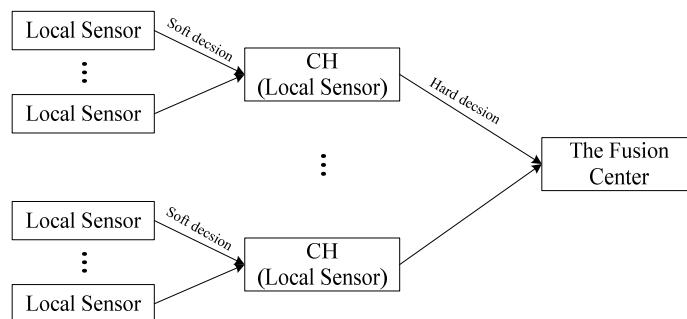 Local Sensor
Soft decsion
Local Sensor
CH
(Local Sensor)
Hard decsion
The Fusion
Center
Local Sensor
Soft decsion
Local Sensor
CH
(Local Sensor)